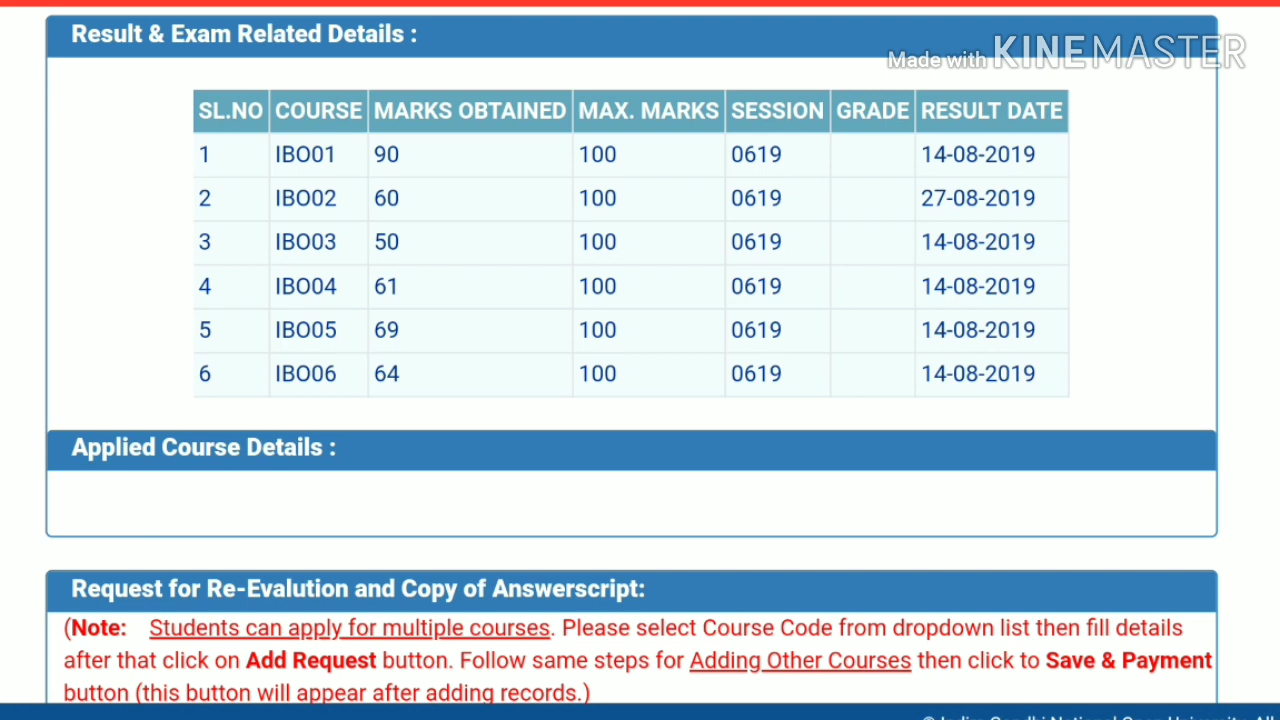 Result & Exam Related Details :
Made with KINEMASTER
SL.NO COURSE MARKS OBTAINED MAX. MARKS SESSION GRADE RESULT DATE
1 IBO01 90 100 0619 14-08-2019
2 IBO02 60 100 0619 27-08-2019
3 IBO03 50 100 0619 14-08-2019
4 IBO04 61 100 0619 14-08-2019
5 IBO05 69 100 0619 14-08-2019
6 IBO06 64 100 0619 14-08-2019
Applied Course Details :
Request for Re-Evalution and Copy of Answerscript:
(Note: Students can apply for multiple courses. Please select Course Code from dropdown list then fill details
after that click on Add Request button. Follow same steps for Adding Other Courses then click to Save & Payment
button (this button will appear after adding records.)